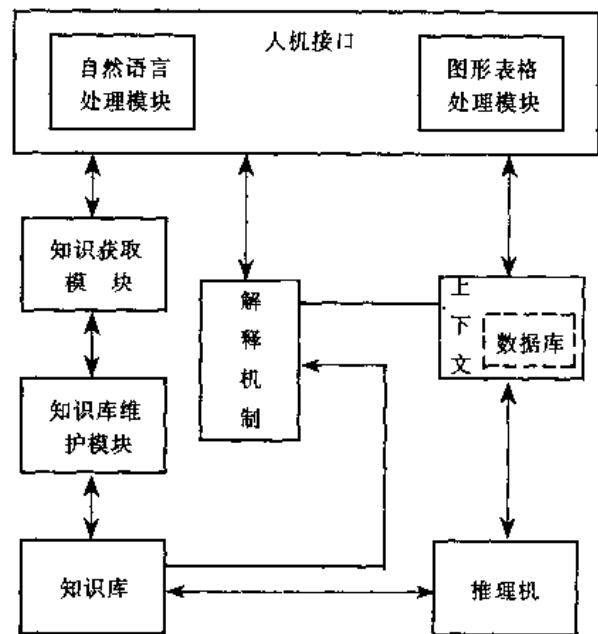 人机接口
自然语言
处理模块
图形表格
处理模块
知识获取
模 块
解
释
机
制
上
下
文
数据库
知识库维
护模块
知识库
推理机